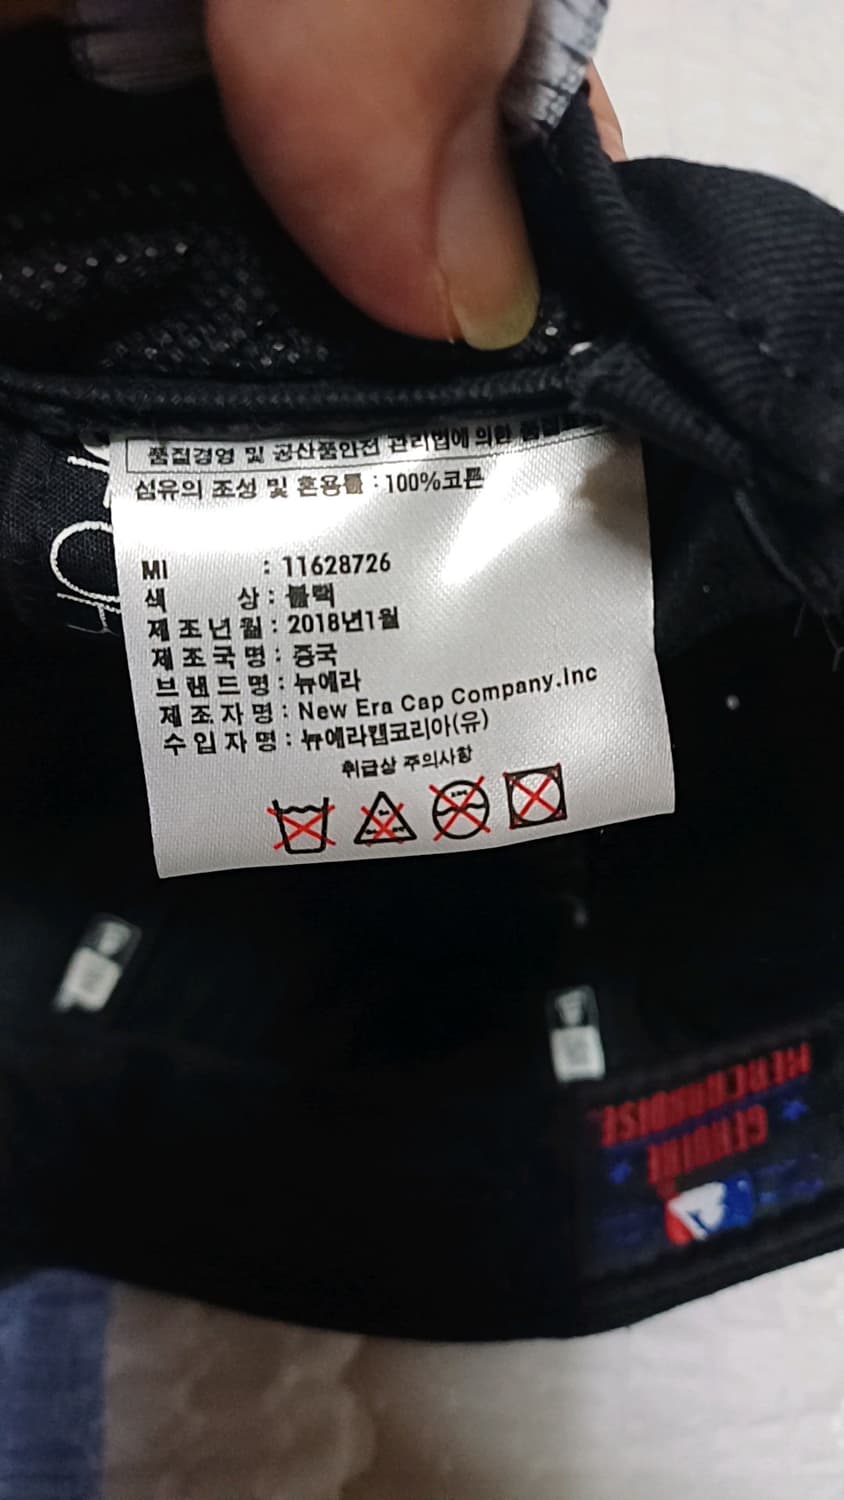 품질경영 및 공산품안전 관리법에 의한 품질표
섬유의 조성 및 혼용률 : 100%코튼
MI : 11628726
색 상 : 블랙
제 조 년 월 : 2018년1월
제 조 국 명 : 중국
브 랜 드 명 : 뉴에라
제 조 자 명 : New Era Cap Company.Inc
수 입 자 명 : 뉴에라캡코리아(유)
취급상 주의사항
GENUINE
MERCHANDISE